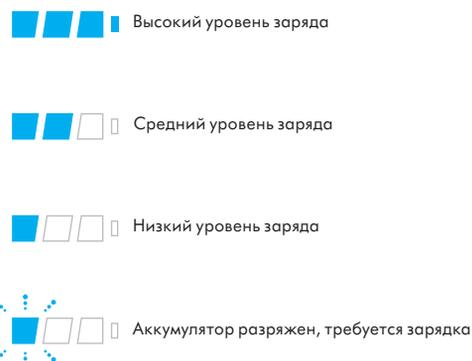 Высокий уровень заряда
Средний уровень заряда
Низкий уровень заряда
Аккумулятор разряжен, требуется зарядка